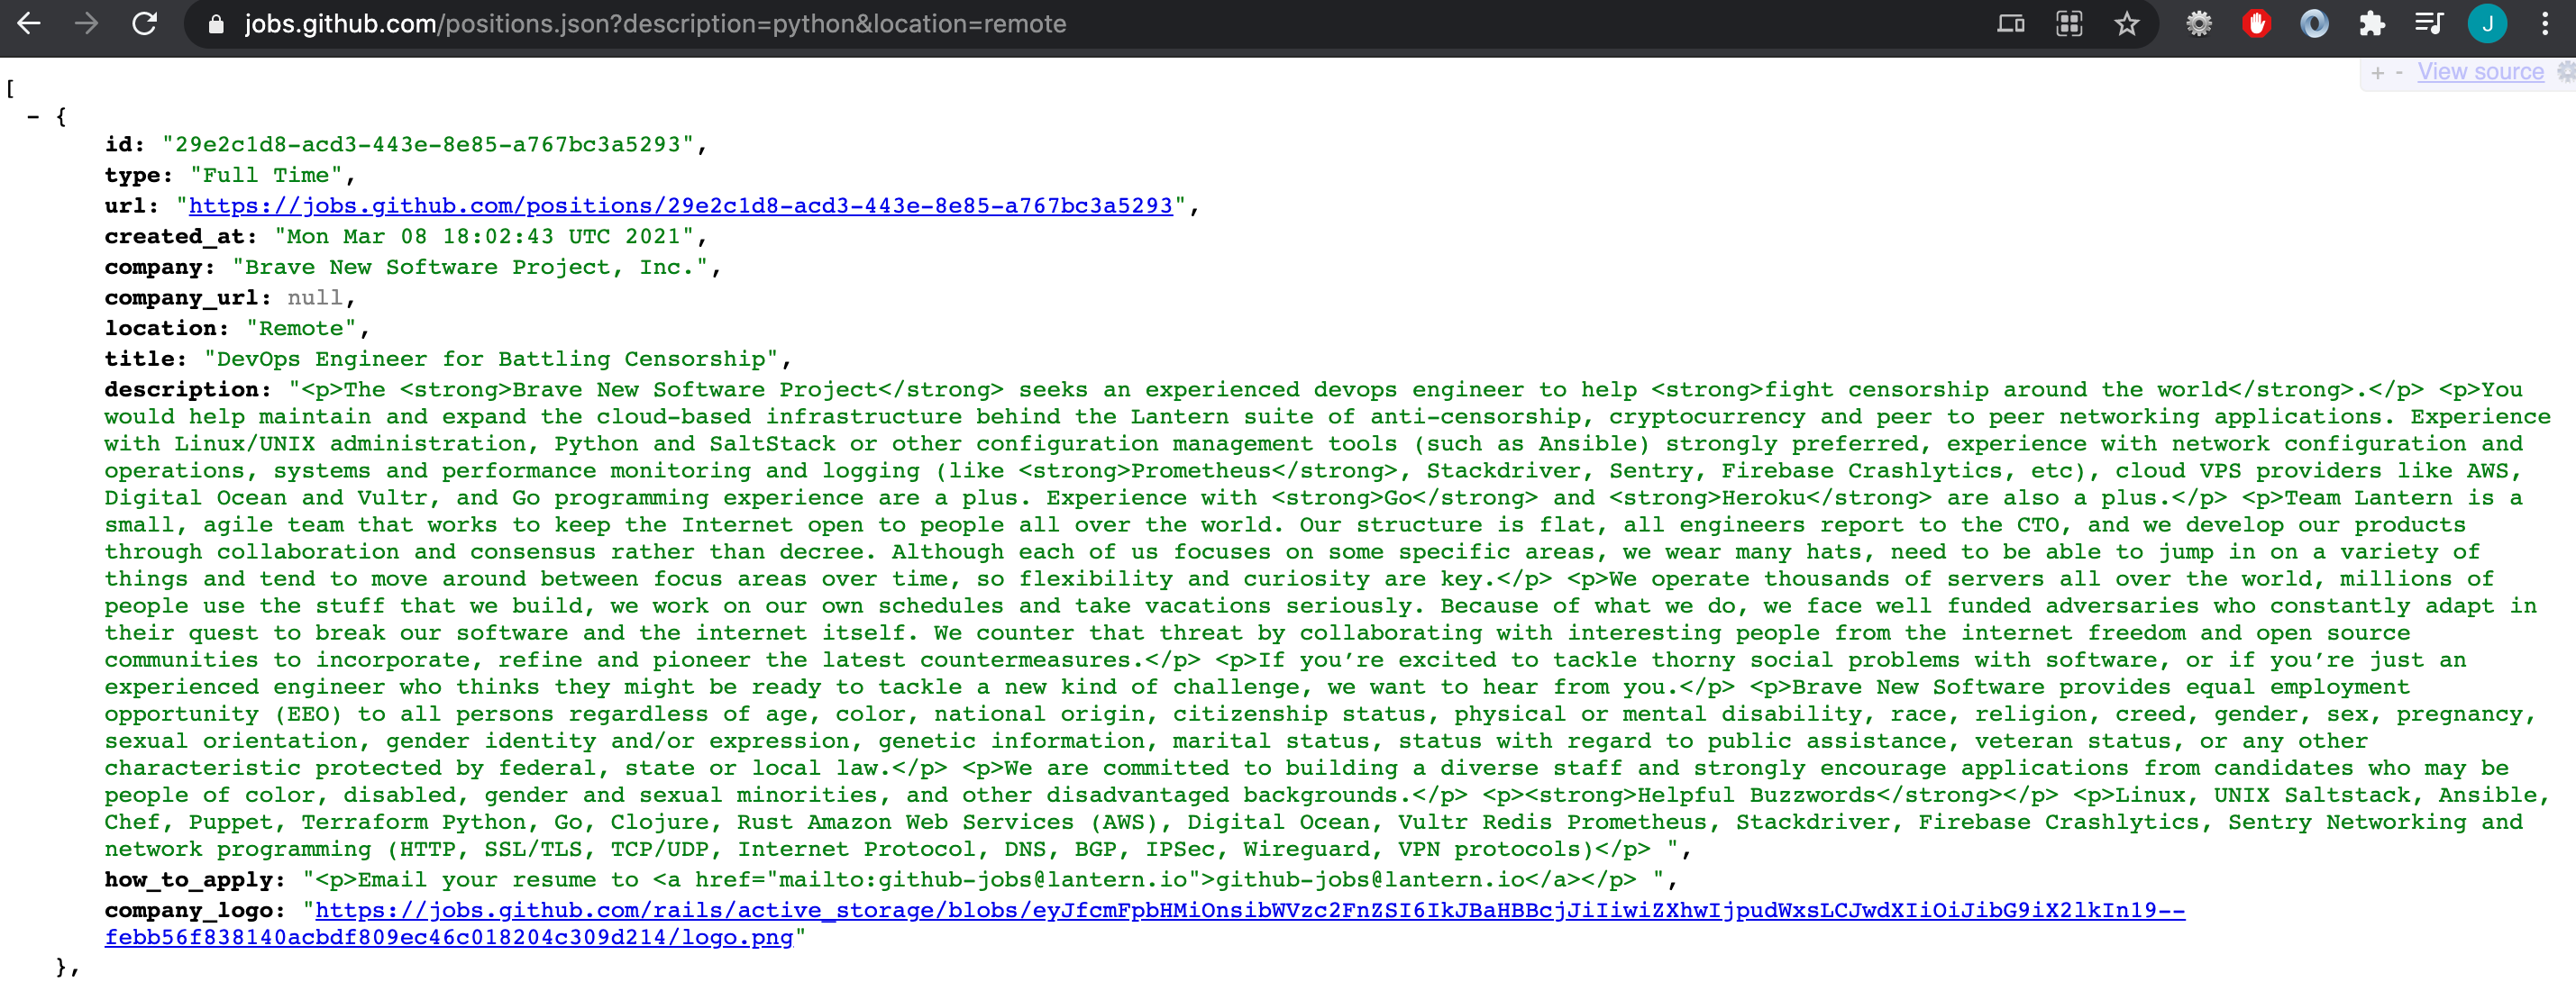 jobs.github.com/positions.json?description=python&location=remote
J
+ - View source
[
- {
id: "29e2c1d8-acd3-443e-8e85-a767bc3a5293",
type: "Full Time",
url: "https://jobs.github.com/positions/29e2c1d8-acd3-443e-8e85-a767bc3a5293",
created_at: "Mon Mar 08 18:02:43 UTC 2021",
company: "Brave New Software Project, Inc.",
company_url: null,
location: "Remote",
title: "DevOps Engineer for Battling Censorship",
description: "<p>The <strong>Brave New Software Project</strong> seeks an experienced devops engineer to help <strong>fight censorship around the world</strong>.</p> <p>You
would help maintain and expand the cloud-based infrastructure behind the Lantern suite of anti-censorship, cryptocurrency and peer to peer networking applications. Experience
with Linux/UNIX administration, Python and SaltStack or other configuration management tools (such as Ansible) strongly preferred, experience with network configuration and
operations, systems and performance monitoring and logging (like <strong>Prometheus</strong>, Stackdriver, Sentry, Firebase Crashlytics, etc), cloud VPS providers like AWS,
Digital Ocean and Vultr, and Go programming experience are a plus. Experience with <strong>Go</strong> and <strong>Heroku</strong> are also a plus.</p> <p>Team Lantern is a
small, agile team that works to keep the Internet open to people all over the world. Our structure is flat, all engineers report to the CTO, and we develop our products
through collaboration and consensus rather than decree. Although each of us focuses on some specific areas, we wear many hats, need to be able to jump in on a variety of
things and tend to move around between focus areas over time, so flexibility and curiosity are key.</p> <p>We operate thousands of servers all over the world, millions of
people use the stuff that we build, we work on our own schedules and take vacations seriously. Because of what we do, we face well funded adversaries who constantly adapt in
their quest to break our software and the internet itself. We counter that threat by collaborating with interesting people from the internet freedom and open source
communities to incorporate, refine and pioneer the latest countermeasures.</p> <p>If you’re excited to tackle thorny social problems with software, or if you’re just an
experienced engineer who thinks they might be ready to tackle a new kind of challenge, we want to hear from you.</p> <p>Brave New Software provides equal employment
opportunity (EEO) to all persons regardless of age, color, national origin, citizenship status, physical or mental disability, race, religion, creed, gender, sex, pregnancy,
sexual orientation, gender identity and/or expression, genetic information, marital status, status with regard to public assistance, veteran status, or any other
characteristic protected by federal, state or local law.</p> <p>We are committed to building a diverse staff and strongly encourage applications from candidates who may be
people of color, disabled, gender and sexual minorities, and other disadvantaged backgrounds.</p> <p><strong>Helpful Buzzwords</strong></p> <p>Linux, UNIX Saltstack, Ansible,
Chef, Puppet, Terraform Python, Go, Clojure, Rust Amazon Web Services (AWS), Digital Ocean, Vultr Redis Prometheus, Stackdriver, Firebase Crashlytics, Sentry Networking and
network programming (HTTP, SSL/TLS, TCP/UDP, Internet Protocol, DNS, BGP, IPSec, Wireguard, VPN protocols)</p> ",
how_to_apply: "<p>Email your resume to <a href="mailto:github-jobs@lantern.io">github-jobs@lantern.io</a></p> ",
company_logo: "https://jobs.github.com/rails/active_storage/blobs/eyJfcmFpbHMiOnsibWVzc2FnZSI6IkJBaHBBcjJiIiwiZXhwIjpudWxsLCJwdXIiOiJibG9iX2lkIn19--
febb56f838140acbdf809ec46c018204c309d214/logo.png"
},